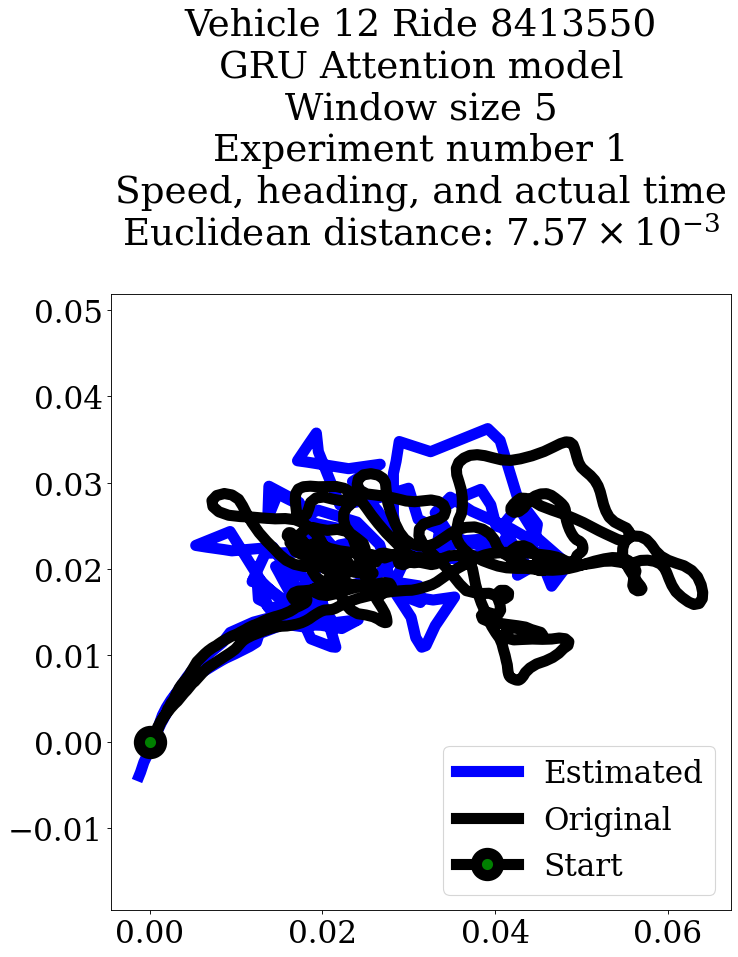 Vehicle 12 Ride 8413550
GRU Attention model
Window size 5
Experiment number 1
Speed, heading, and actual time
Euclidean distance: 7.57 × 10⁻³
0.05
0.04
0.03
0.02
0.01
0.00
−0.01
Estimated
Original
Start
0.00 0.02 0.04 0.06